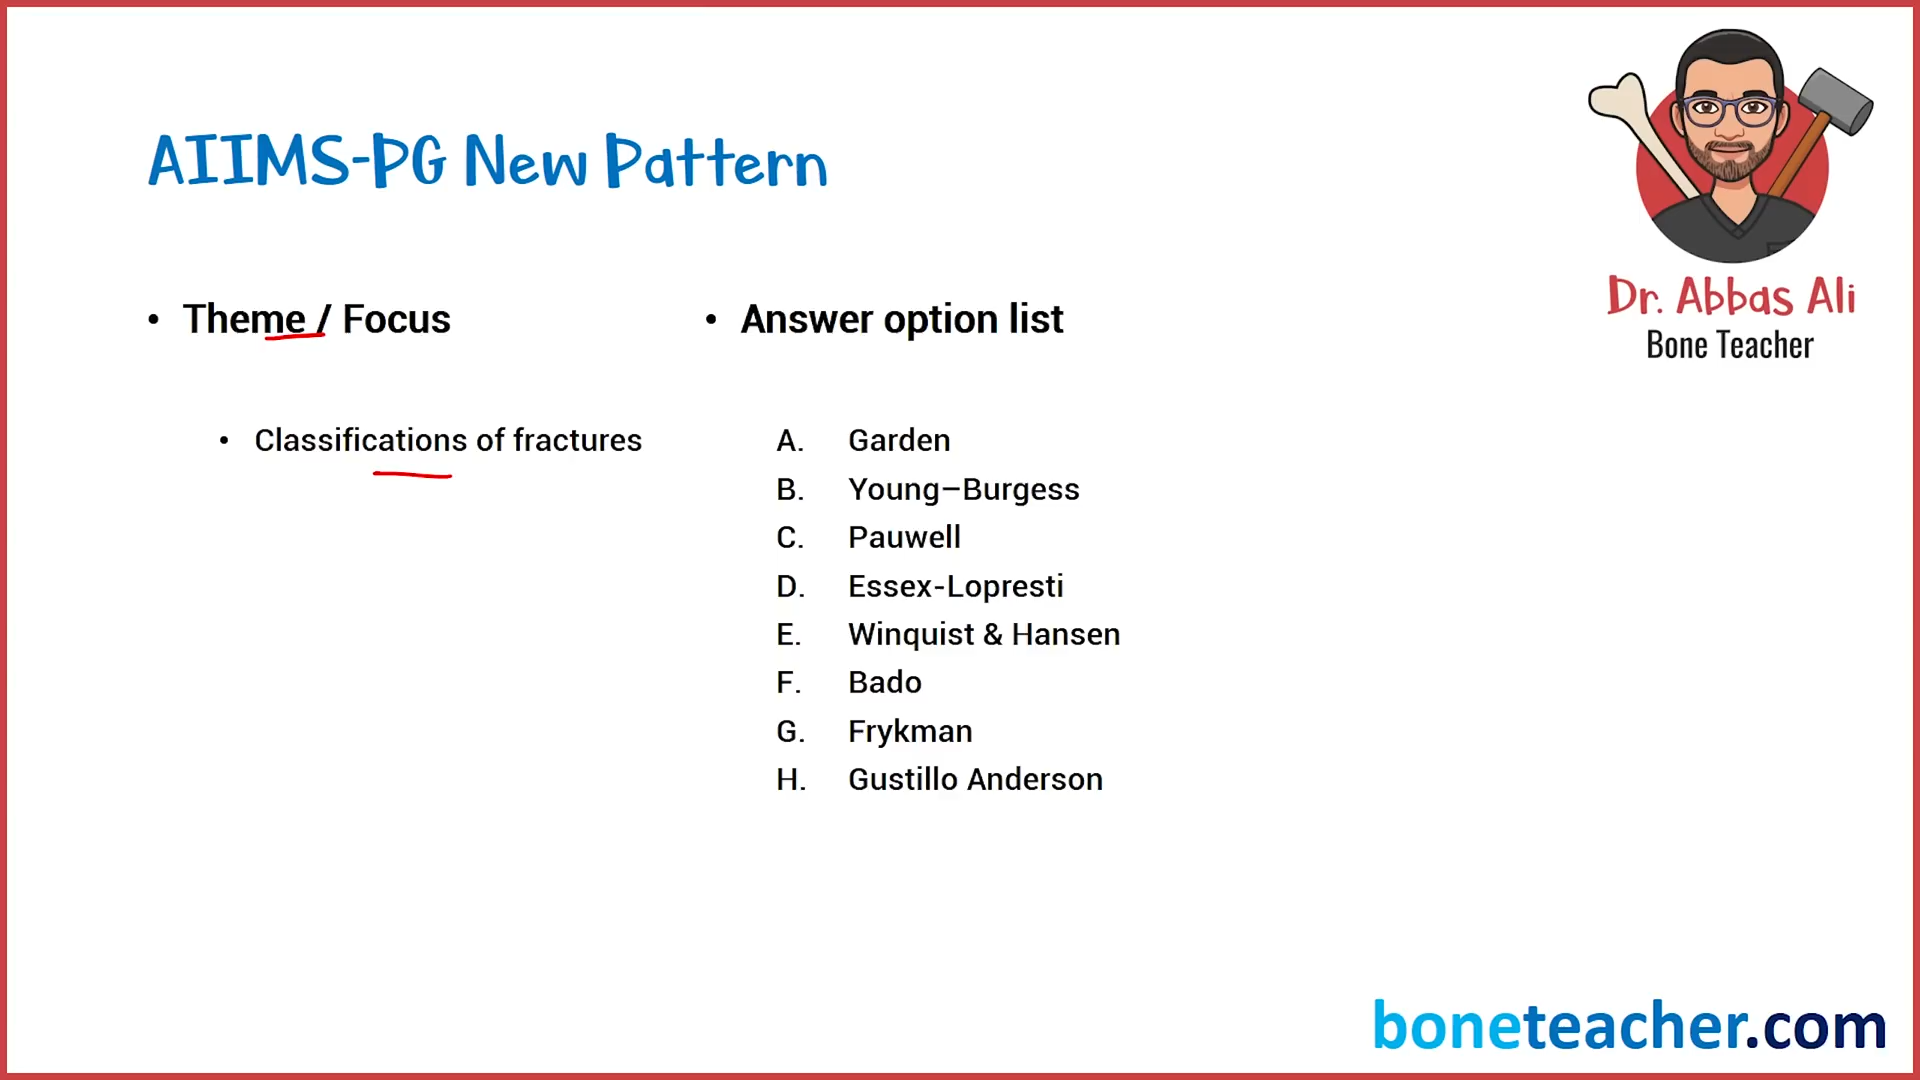 AIIMS-PG New Pattern
Dr. Abbas Ali
Bone Teacher
• Theme / Focus
• Classifications of fractures
• Answer option list
A. Garden
B. Young–Burgess
C. Pauwell
D. Essex-Lopresti
E. Winquist & Hansen
F. Bado
G. Frykman
H. Gustillo Anderson
boneteacher.com